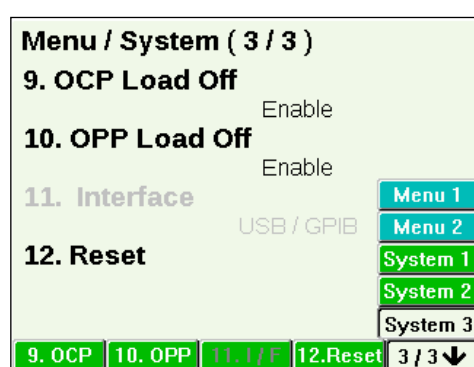 Menu / System ( 3 / 3 )
9. OCP Load Off
Enable
10. OPP Load Off
Enable
11. Interface
USB / GPIB
12. Reset
Menu 1
Menu 2
System 1
System 2
System 3
9. OCP 10. OPP 11. I / F 12.Reset 3 / 3 🡇